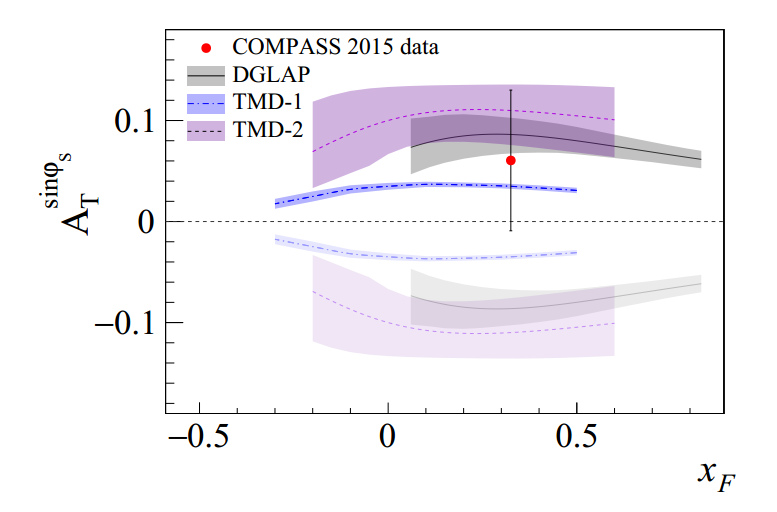 COMPASS 2015 data
DGLAP
TMD-1
TMD-2
A_T^{sinφ_S}
0.1
0
−0.1
−0.5 0 0.5
x_F